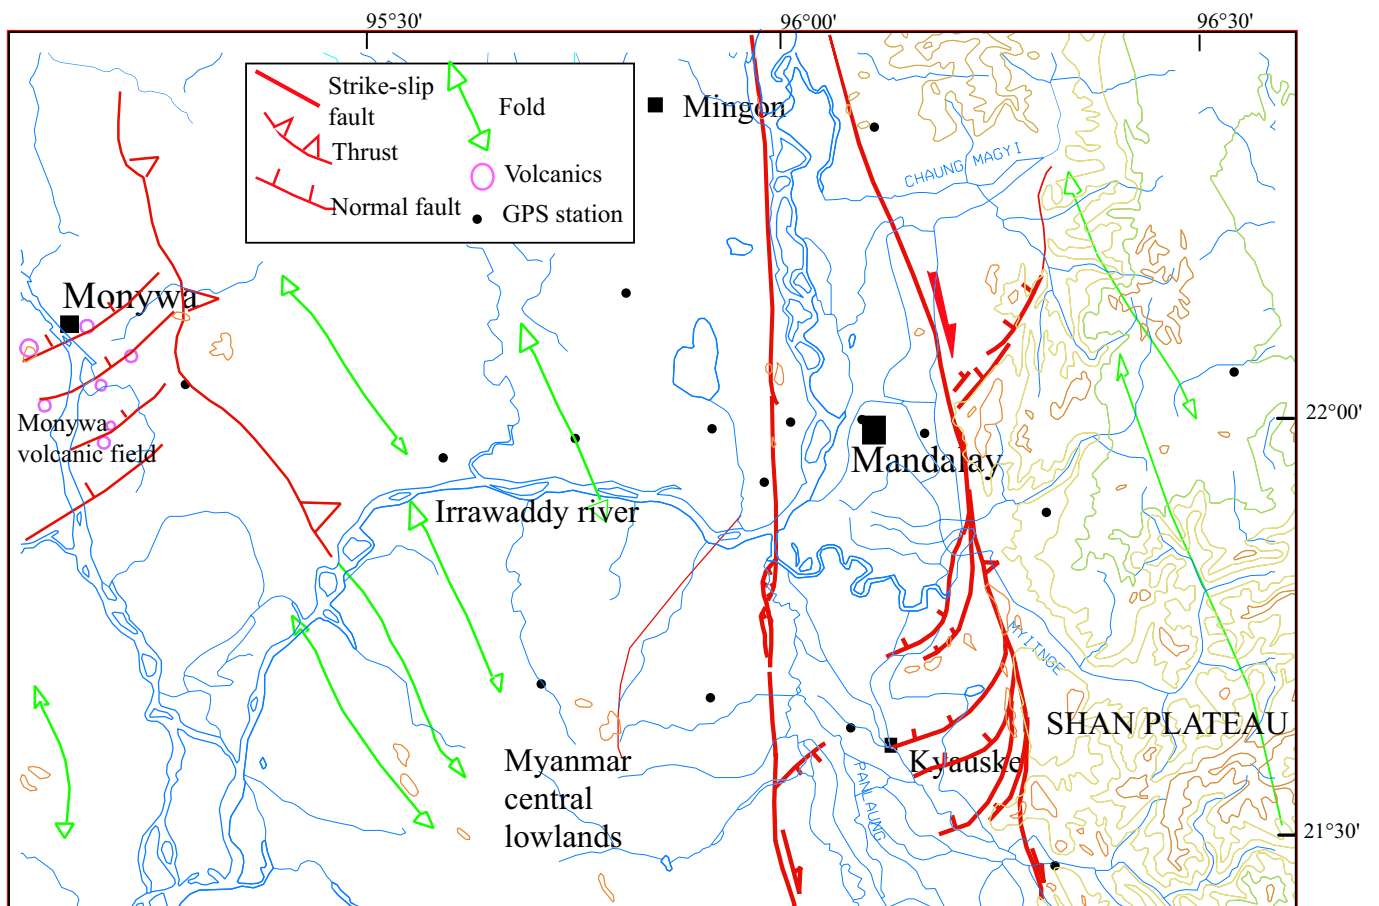 95°30'
96°00'
96°30'
Strike-slip
fault
Thrust
Normal fault
Fold
Volcanics
GPS station
Mingon
CHAUNG MAGYI
Monywa
Monywa
volcanic field
22°00'
Mandalay
Irrawaddy river
MYITNGE
SHAN PLATEAU
Kyauske
Myanmar
central
lowlands
PANLAUNG
21°30'